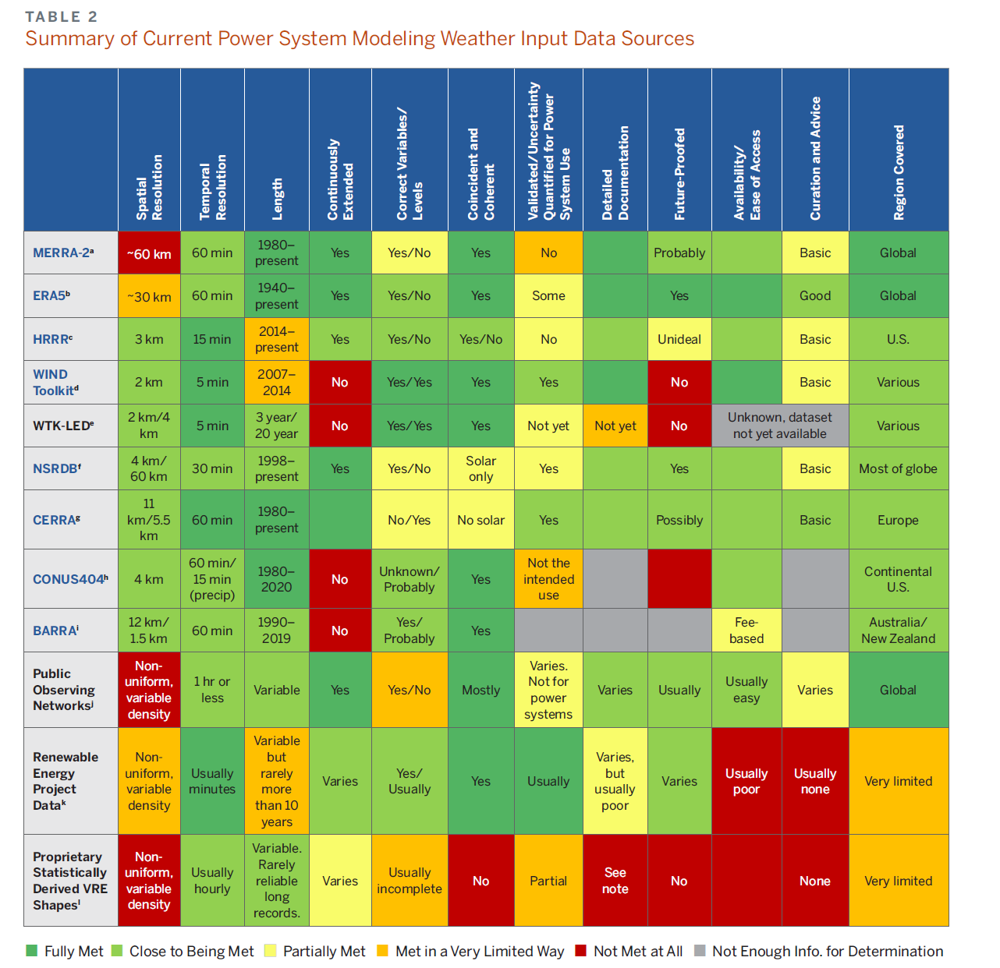 TABLE 2
Summary of Current Power System Modeling Weather Input Data Sources
Spatial
Resolution
Temporal
Resolution
Length
Continuously
Extended
Correct Variables/
Levels
Coincident and
Coherent
Validated/Uncertainty
Quantified for Power
System Use
Detailed
Documentation
Future-Proofed
Availability/
Ease of Access
Curation and Advice
Region Covered
MERRA-2ᵃ
~60 km
60 min
1980–
present
Yes
Yes/No
Yes
No
Probably
Basic
Global
ERA5ᵇ
~30 km
60 min
1940–
present
Yes
Yes/No
Yes
Some
Yes
Good
Global
HRRRᶜ
3 km
15 min
2014–
present
Yes
Yes/No
Yes/No
No
Unideal
Basic
U.S.
WIND
Toolkitᵈ
2 km
5 min
2007–
2014
No
Yes/Yes
Yes
Yes
No
Basic
Various
WTK-LEDᵉ
2 km/4
km
5 min
3 year/
20 year
No
Yes/Yes
Yes
Not yet
Not yet
No
Unknown, dataset
not yet available
Various
NSRDBᶠ
4 km/
60 km
30 min
1998–
present
Yes
Yes/No
Solar
only
Yes
Yes
Basic
Most of globe
CERRAᵍ
11
km/5.5
km
60 min
1980–
present
No/Yes
No solar
Yes
Possibly
Basic
Europe
CONUS404ʰ
4 km
60 min/
15 min
(precip)
1980–
2020
No
Unknown/
Probably
Yes
Not the
intended
use
Continental
U.S.
BARRAⁱ
12 km/
1.5 km
60 min
1990–
2019
No
Yes/
Probably
Yes
Fee-
based
Australia/
New Zealand
Public
Observing
Networksʲ
Non-
uniform,
variable
density
1 hr or
less
Variable
Yes
Yes/No
Mostly
Varies.
Not for
power
systems
Varies
Usually
Usually
easy
Varies
Global
Renewable
Energy
Project
Dataᵏ
Non-
uniform,
variable
density
Usually
minutes
Variable
but
rarely
more
than 10
years
Varies
Yes/
Usually
Yes
Usually
Varies,
but
usually
poor
Varies
Usually
poor
Usually
none
Very limited
Proprietary
Statistically
Derived VRE
Shapesˡ
Non-
uniform,
variable
density
Usually
hourly
Variable.
Rarely
reliable
long
records.
Varies
Usually
incomplete
No
Partial
See
note
No
None
Very limited
Fully Met
Close to Being Met
Partially Met
Met in a Very Limited Way
Not Met at All
Not Enough Info. for Determination